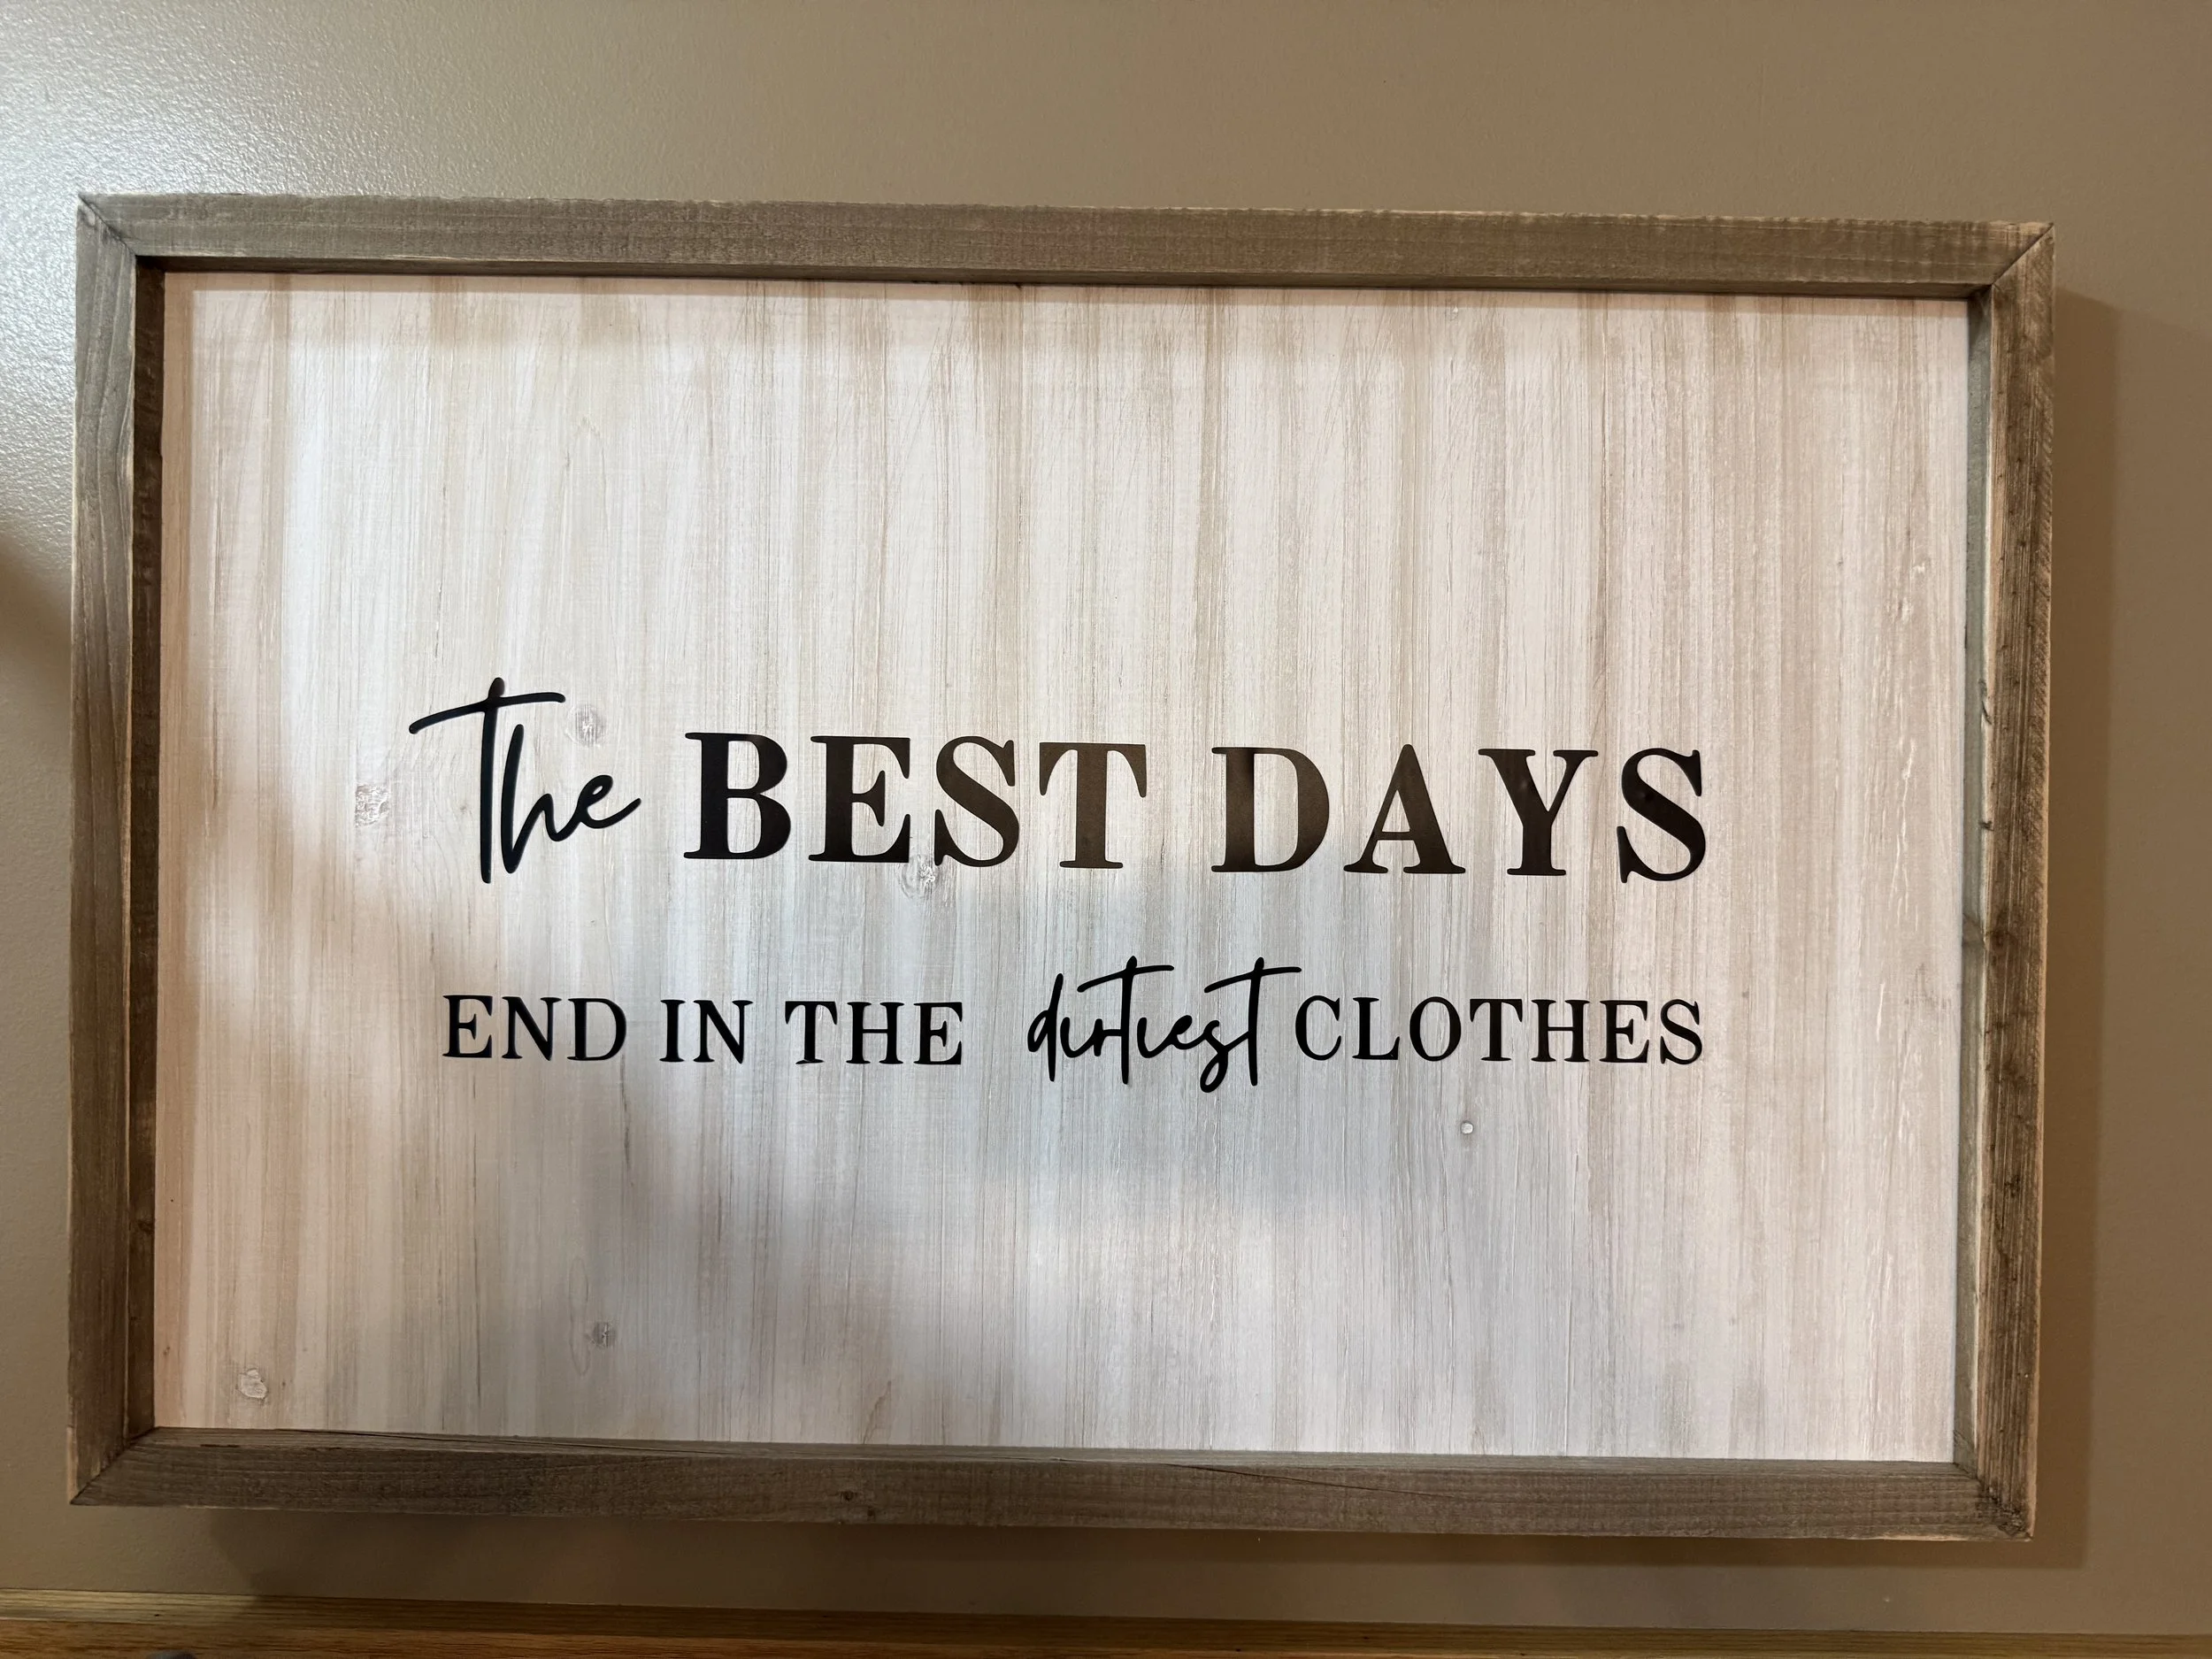 The BEST DAYS
END IN THE dirtiest CLOTHES